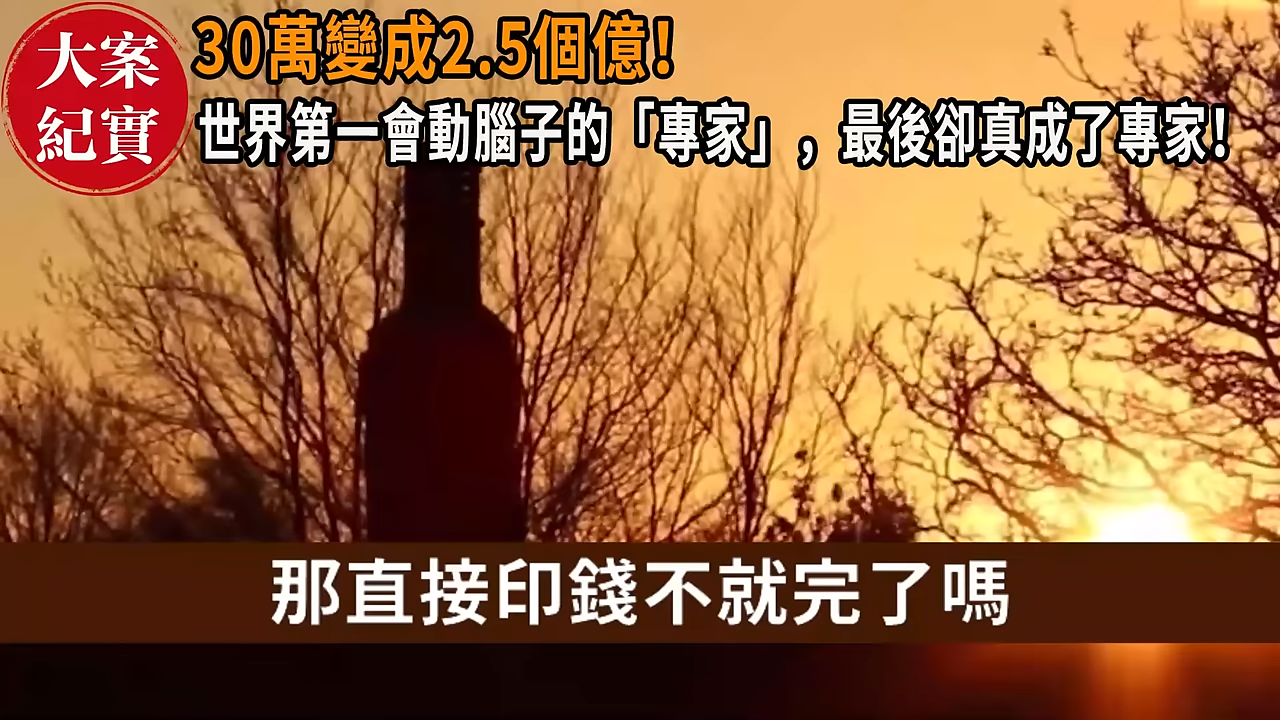 大案
紀實
30萬變成2.5個億！
世界第一會動腦子的「專家」，最後卻真成了專家！
那直接印錢不就完了嗎